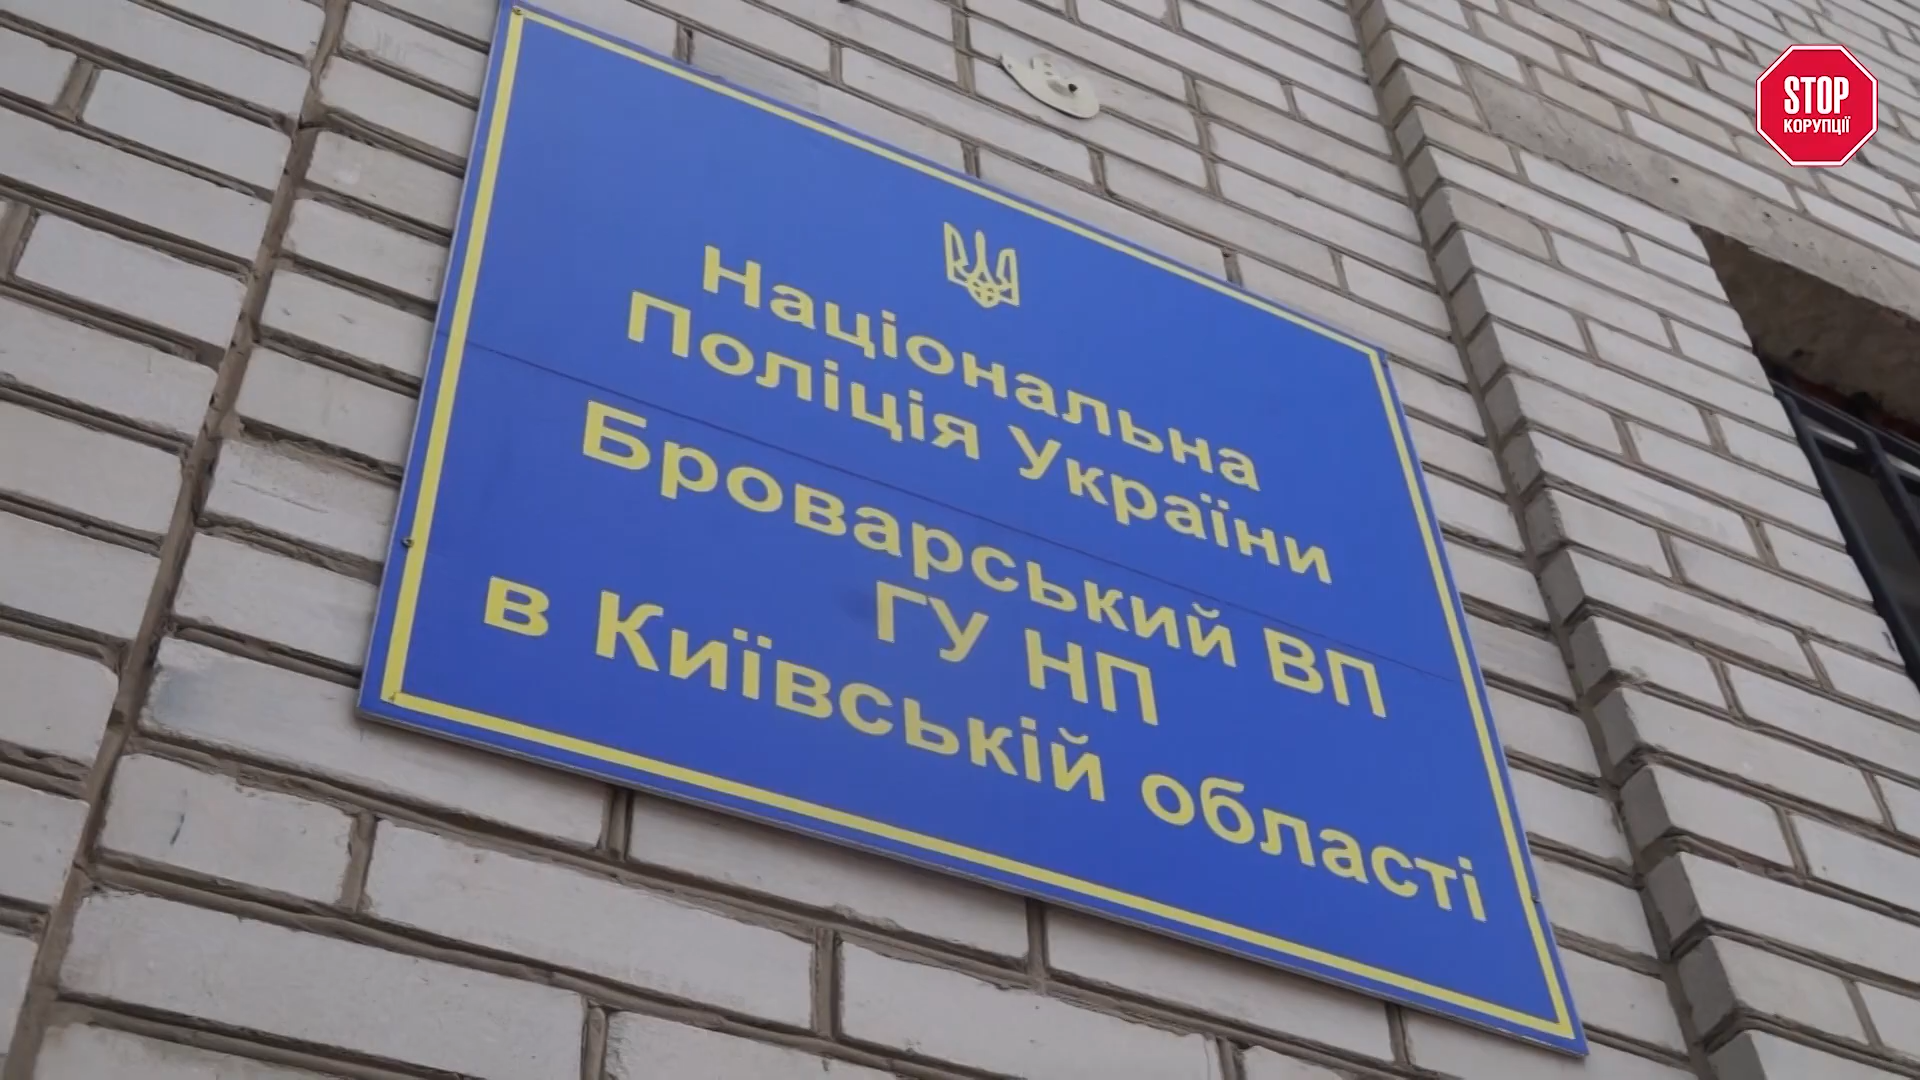 STOP
КОРУПЦІЇ
Національна
Поліція України
Броварський ВП
ГУ НП
в Київській області